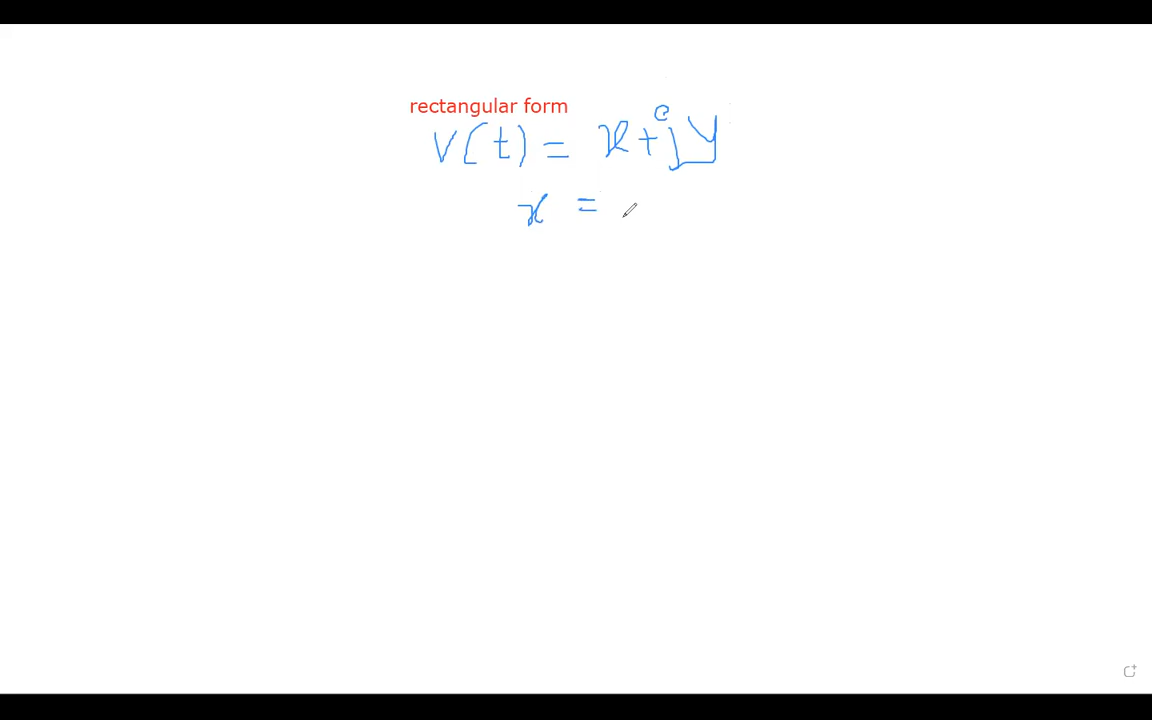 rectangular form
V(t) = x + jy
x =